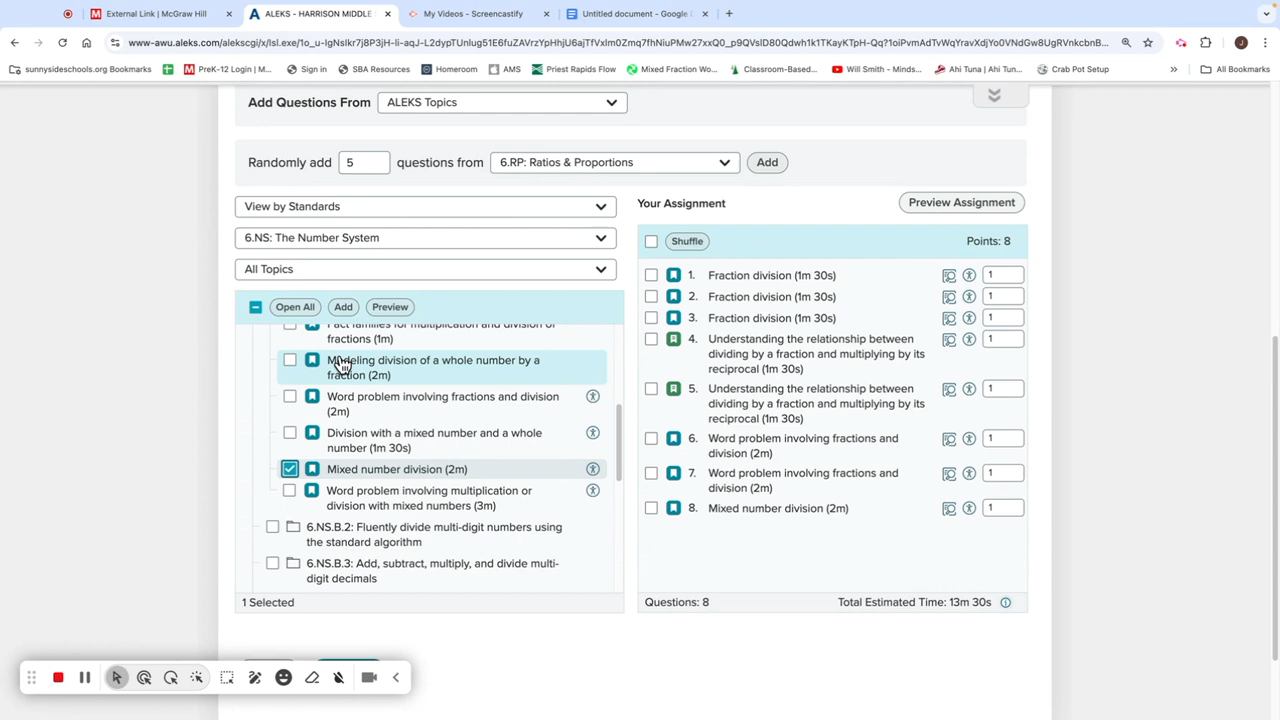 External Link | McGraw Hill
ALEKS - HARRISON MIDDLE
My Videos - Screencastify
Untitled document - Google D
www-awu.aleks.com/alekscgi/x/Isl.exe/1o_u-
sunnysideschools.org Bookmarks
PreK-12 Login | M...
Sign in
SBA Resources
Homeroom
AMS
Priest Rapids Flow
Mixed Fraction Wo...
Classroom-Based...
Will Smith - Minds...
Ahi Tuna | Ahi Tun...
Crab Pot Setup
All Bookmarks
Add Questions From ALEKS Topics
Randomly add 5 questions from 6.RP: Ratios & Proportions Add
View by Standards
6.NS: The Number System
All Topics
Open All Add Preview
Fact families for multiplication and division of
fractions (1m)
Modeling division of a whole number by a
fraction (2m)
Word problem involving fractions and division
(2m)
Division with a mixed number and a whole
number (1m 30s)
Mixed number division (2m)
Word problem involving multiplication or
division with mixed numbers (3m)
6.NS.B.2: Fluently divide multi-digit numbers using
the standard algorithm
6.NS.B.3: Add, subtract, multiply, and divide multi-
digit decimals
1 Selected
Your Assignment
Preview Assignment
Shuffle
Points: 8
1. Fraction division (1m 30s) 1
2. Fraction division (1m 30s) 1
3. Fraction division (1m 30s) 1
4. Understanding the relationship between 1
dividing by a fraction and multiplying by its
reciprocal (1m 30s)
5. Understanding the relationship between 1
dividing by a fraction and multiplying by its
reciprocal (1m 30s)
6. Word problem involving fractions and 1
division (2m)
7. Word problem involving fractions and 1
division (2m)
8. Mixed number division (2m) 1
Questions: 8
Total Estimated Time: 13m 30s